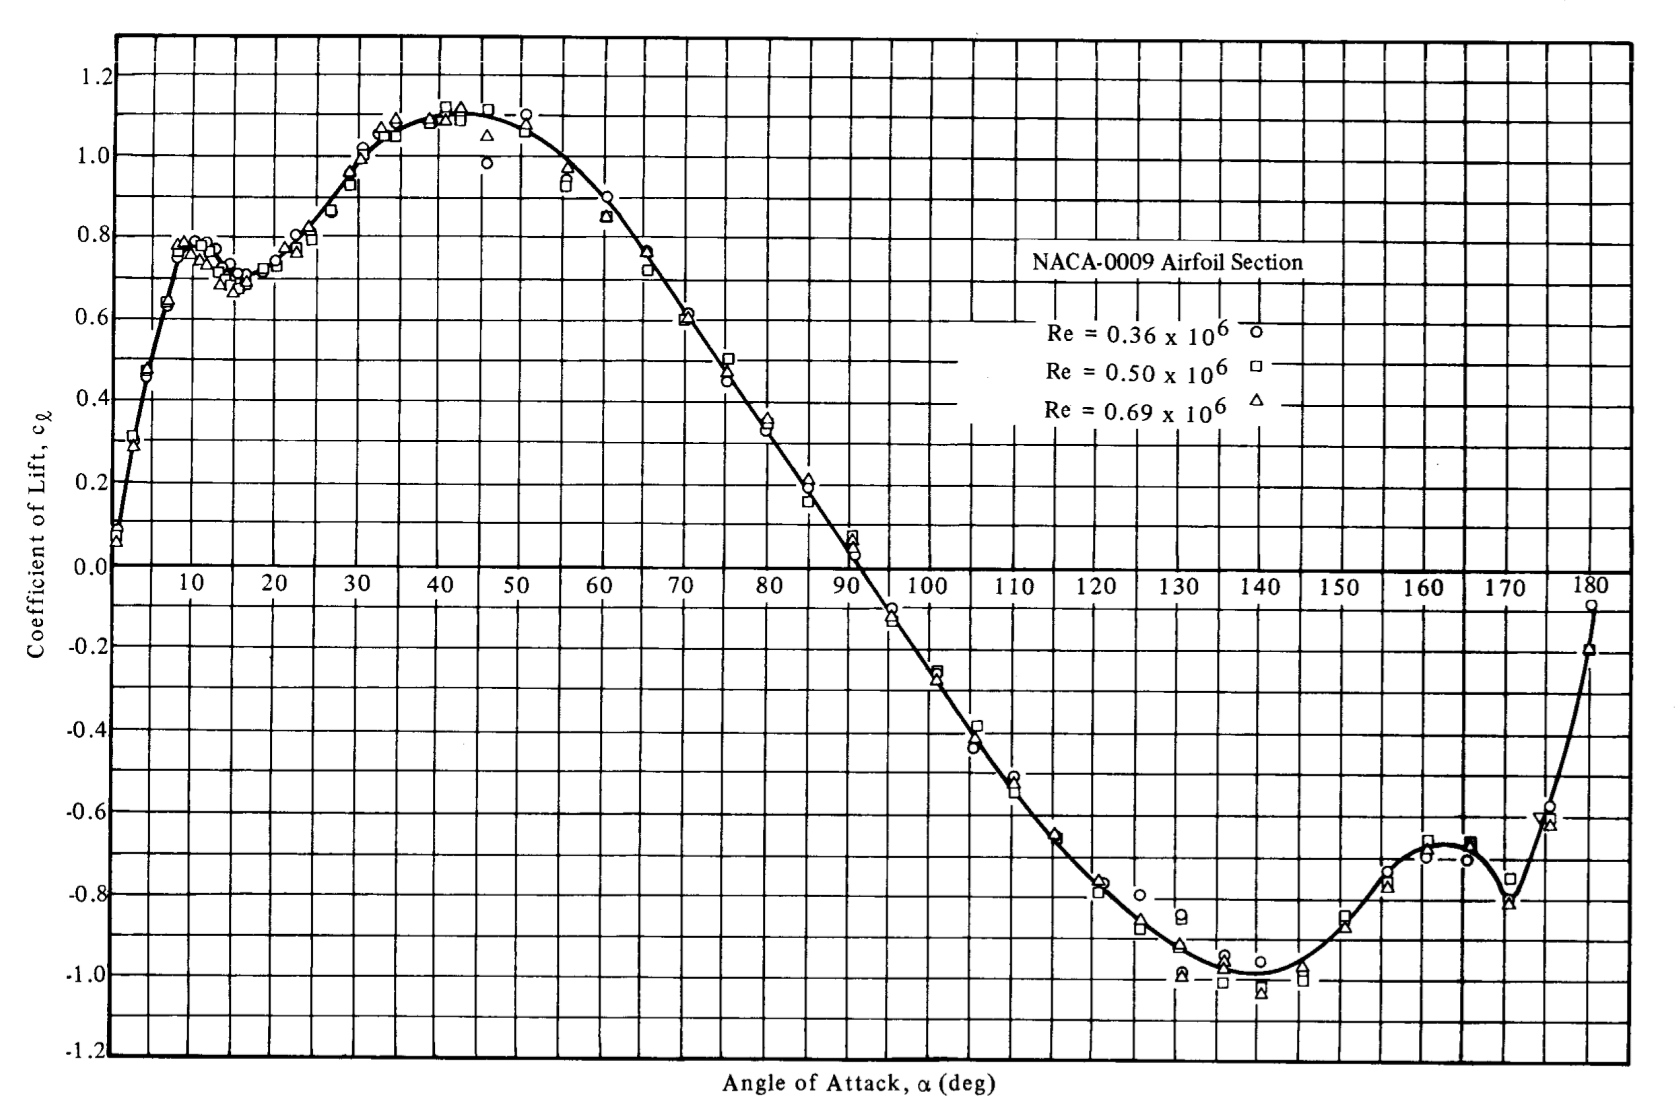 1.2
1.0
0.8
0.6
0.4
0.2
0.0
-0.2
-0.4
-0.6
-0.8
-1.0
-1.2
Coefficient of Lift, cℓ
10 20 30 40 50 60 70 80 90 100 110 120 130 140 150 160 170 180
Angle of Attack, α (deg)
NACA-0009 Airfoil Section
Re = 0.36 x 10⁶ ○
Re = 0.50 x 10⁶ □
Re = 0.69 x 10⁶ △